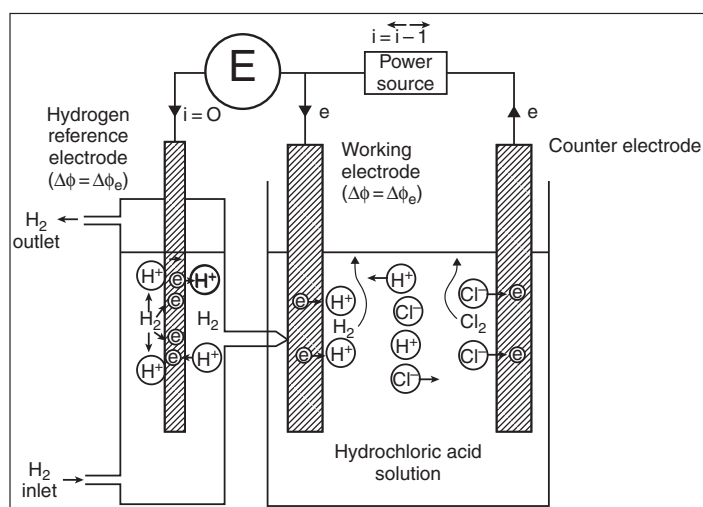 i = i − 1
E
Power
source
i = O
e
e
Hydrogen
reference
electrode
(Δϕ = Δϕe)
Working
electrode
(Δϕ = Δϕe)
Counter electrode
H2
outlet
H+ e H+
e
H2 H2
e
H+ e H+
e H+
H2
e H+
H+
Cl−
H+
Cl−
Cl− e
Cl2
Cl− e
Hydrochloric acid
solution
H2
inlet